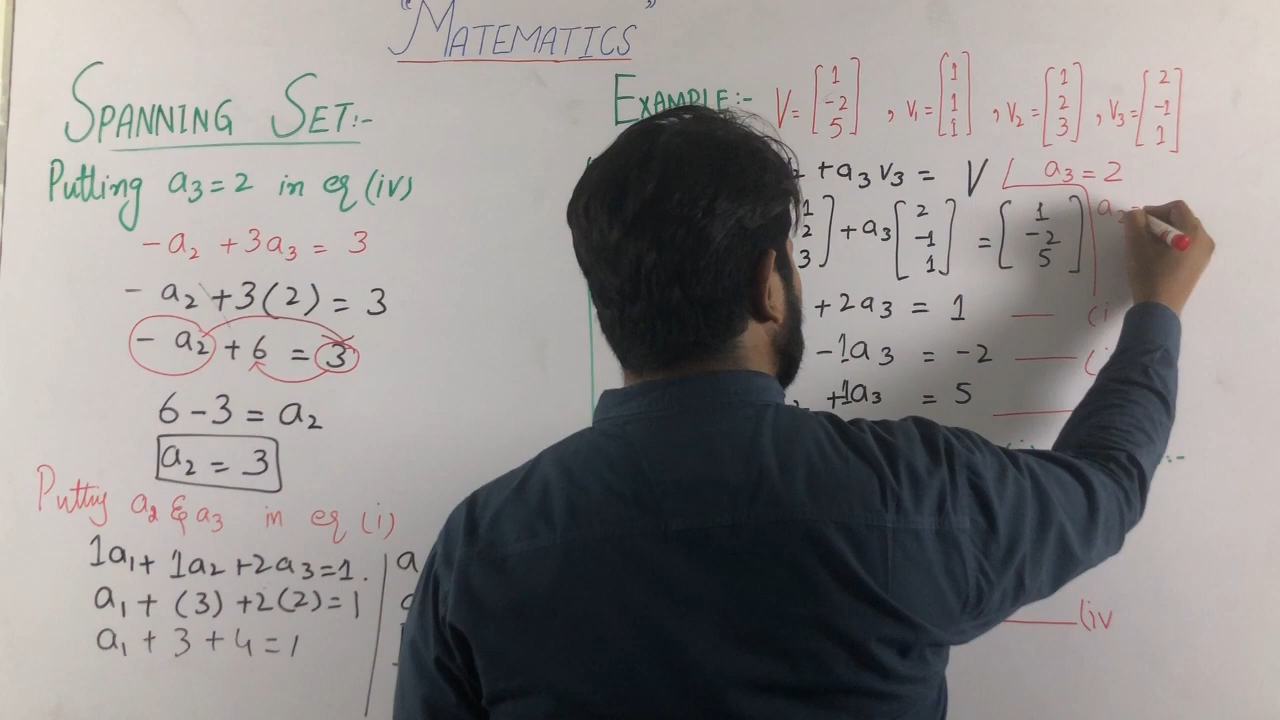 "MATEMATICS"
SPANNING SET:-
Putting a3=2 in eq (iv)
-a2 +3a3 = 3
- a2 +3(2) = 3
- a2 + 6 = 3
6-3 = a2
a2 = 3
Putting a2 & a3 in eq (i)
1a1 + 1a2 +2a3 =1.
a1 + (3) +2(2)=1
a1 + 3 + 4 =1
a
EXAMPLE:- V= [1 -2 5] , V1= [1 1 1] , V2= [1 2 3] , V3= [2 -1 1]
+a3 V3 = V
a3 = 2
1 2 3] +a3 [2 -1 1] = [1 -2 5]
a2=
+2a3 = 1 — (i
-1a3 = -2 — (i
+1a3 = 5 —
:-
— (iv